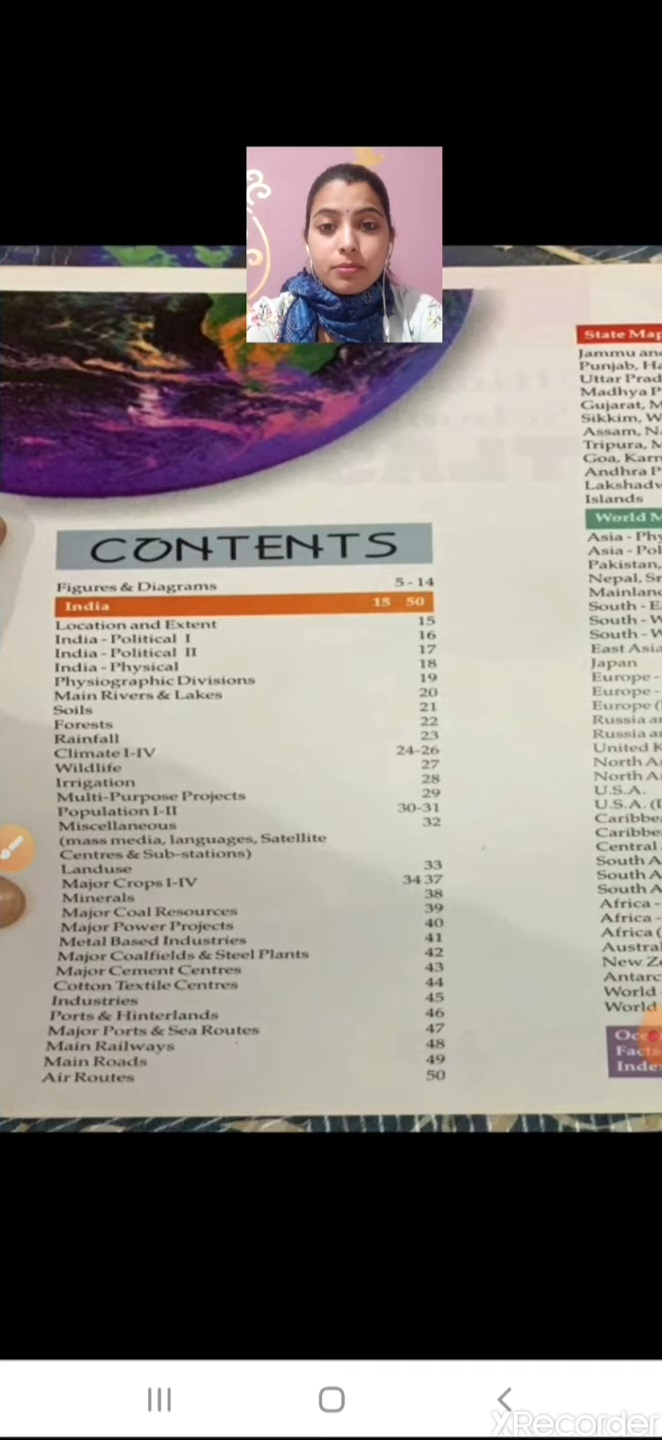 CONTENTS
Figures & Diagrams 5 - 14
India 15 50
Location and Extent 15
India - Political I 16
India - Political II 17
India - Physical 18
Physiographic Divisions 19
Main Rivers & Lakes 20
Soils 21
Forests 22
Rainfall 23
Climate I-IV 24-26
Wildlife 27
Irrigation 28
Multi-Purpose Projects 29
Population I-II 30-31
Miscellaneous 32
(mass media, languages, Satellite
Centres & Sub-stations)
Landuse 33
Major Crops I-IV 34 37
Minerals 38
Major Coal Resources 39
Major Power Projects 40
Metal Based Industries 41
Major Coalfields & Steel Plants 42
Major Cement Centres 43
Cotton Textile Centres 44
Industries 45
Ports & Hinterlands 46
Major Ports & Sea Routes 47
Main Railways 48
Main Roads 49
Air Routes 50
State Map
Jammu an
Punjab, Ha
Uttar Prad
Madhya P
Gujarat, M
Sikkim, W
Assam, N
Tripura, M
Goa, Karn
Andhra P
Lakshadw
Islands
World M
Asia - Phy
Asia - Pol
Pakistan,
Nepal, Sr
Mainland
South - E
South - W
South - W
East Asia
Japan
Europe -
Europe -
Europe (
Russia an
Russia an
United K
North A
North A
U.S.A.
U.S.A. (
Caribbe
Caribbe
Central
South A
South A
South A
Africa -
Africa -
Africa (
Austral
New Ze
Antarc
World -
World
Facts
Inde
XRecorder